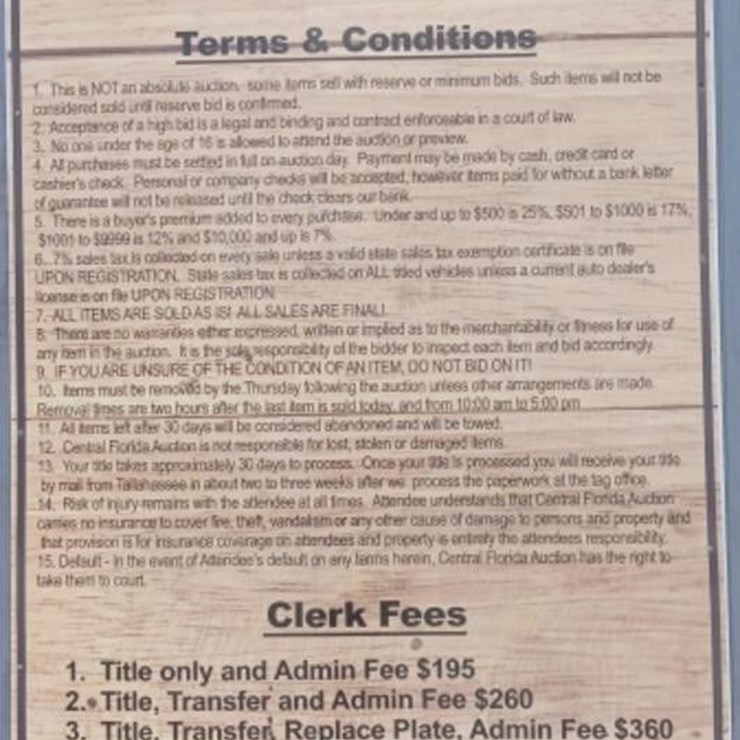 Terms & Conditions
1. This is NOT an absolute auction. some items sell with reserve or minimum bids. Such items will not be
considered sold until reserve bid is confirmed.
2. Acceptance of a high bid is a legal and binding and contract enforceable in a court of law.
3. No one under the age of 16 is allowed to attend the auction or preview.
4. All purchases must be settled in full on auction day. Payment may be made by cash, credit card or
cashier's check. Personal or company checks will be accepted, however items paid for without a bank letter
of guarantee will not be released until the check clears our bank.
5. There is a buyer's premium added to every purchase. Under and up to $500 is 25%, $501 to $1000 is 17%,
$1001 to $9999 is 12% and $10,000 and up is 7%.
6. 7% sales tax is collected on every sale unless a valid state sales tax exemption certificate is on file
UPON REGISTRATION. State sales tax is collected on ALL titled vehicles unless a current auto dealer's
license is on file UPON REGISTRATION.
7. ALL ITEMS ARE SOLD AS IS! ALL SALES ARE FINAL!
8. There are no warranties either expressed, written or implied as to the merchantability or fitness for use of
any item in the auction. It is the sole responsibility of the bidder to inspect each item and bid accordingly.
9. IF YOU ARE UNSURE OF THE CONDITION OF AN ITEM, DO NOT BID ON IT!
10. Items must be removed by the Thursday following the auction unless other arrangements are made.
Removal times are two hours after the last item is sold today, and from 10:00 am to 5:00 pm
11. All items left after 30 days will be considered abandoned and will be towed.
12. Central Florida Auction is not responsible for lost, stolen or damaged items.
13. Your title takes approximately 30 days to process. Once your title is processed you will receive your title
by mail from Tallahassee in about two to three weeks after we process the paperwork at the tag office.
14. Risk of injury remains with the attendee at all times. Attendee understands that Central Florida Auction
carries no insurance to cover fire, theft, vandalism or any other cause of damage to persons and property and
that provision is for insurance coverage on attendees and property is entirely the attendees responsibility.
15. Default - In the event of Attendee's default on any terms herein, Central Florida Auction has the right to
take them to court.
Clerk Fees
1. Title only and Admin Fee $195
2. Title, Transfer and Admin Fee $260
3. Title, Transfer, Replace Plate, Admin Fee $360